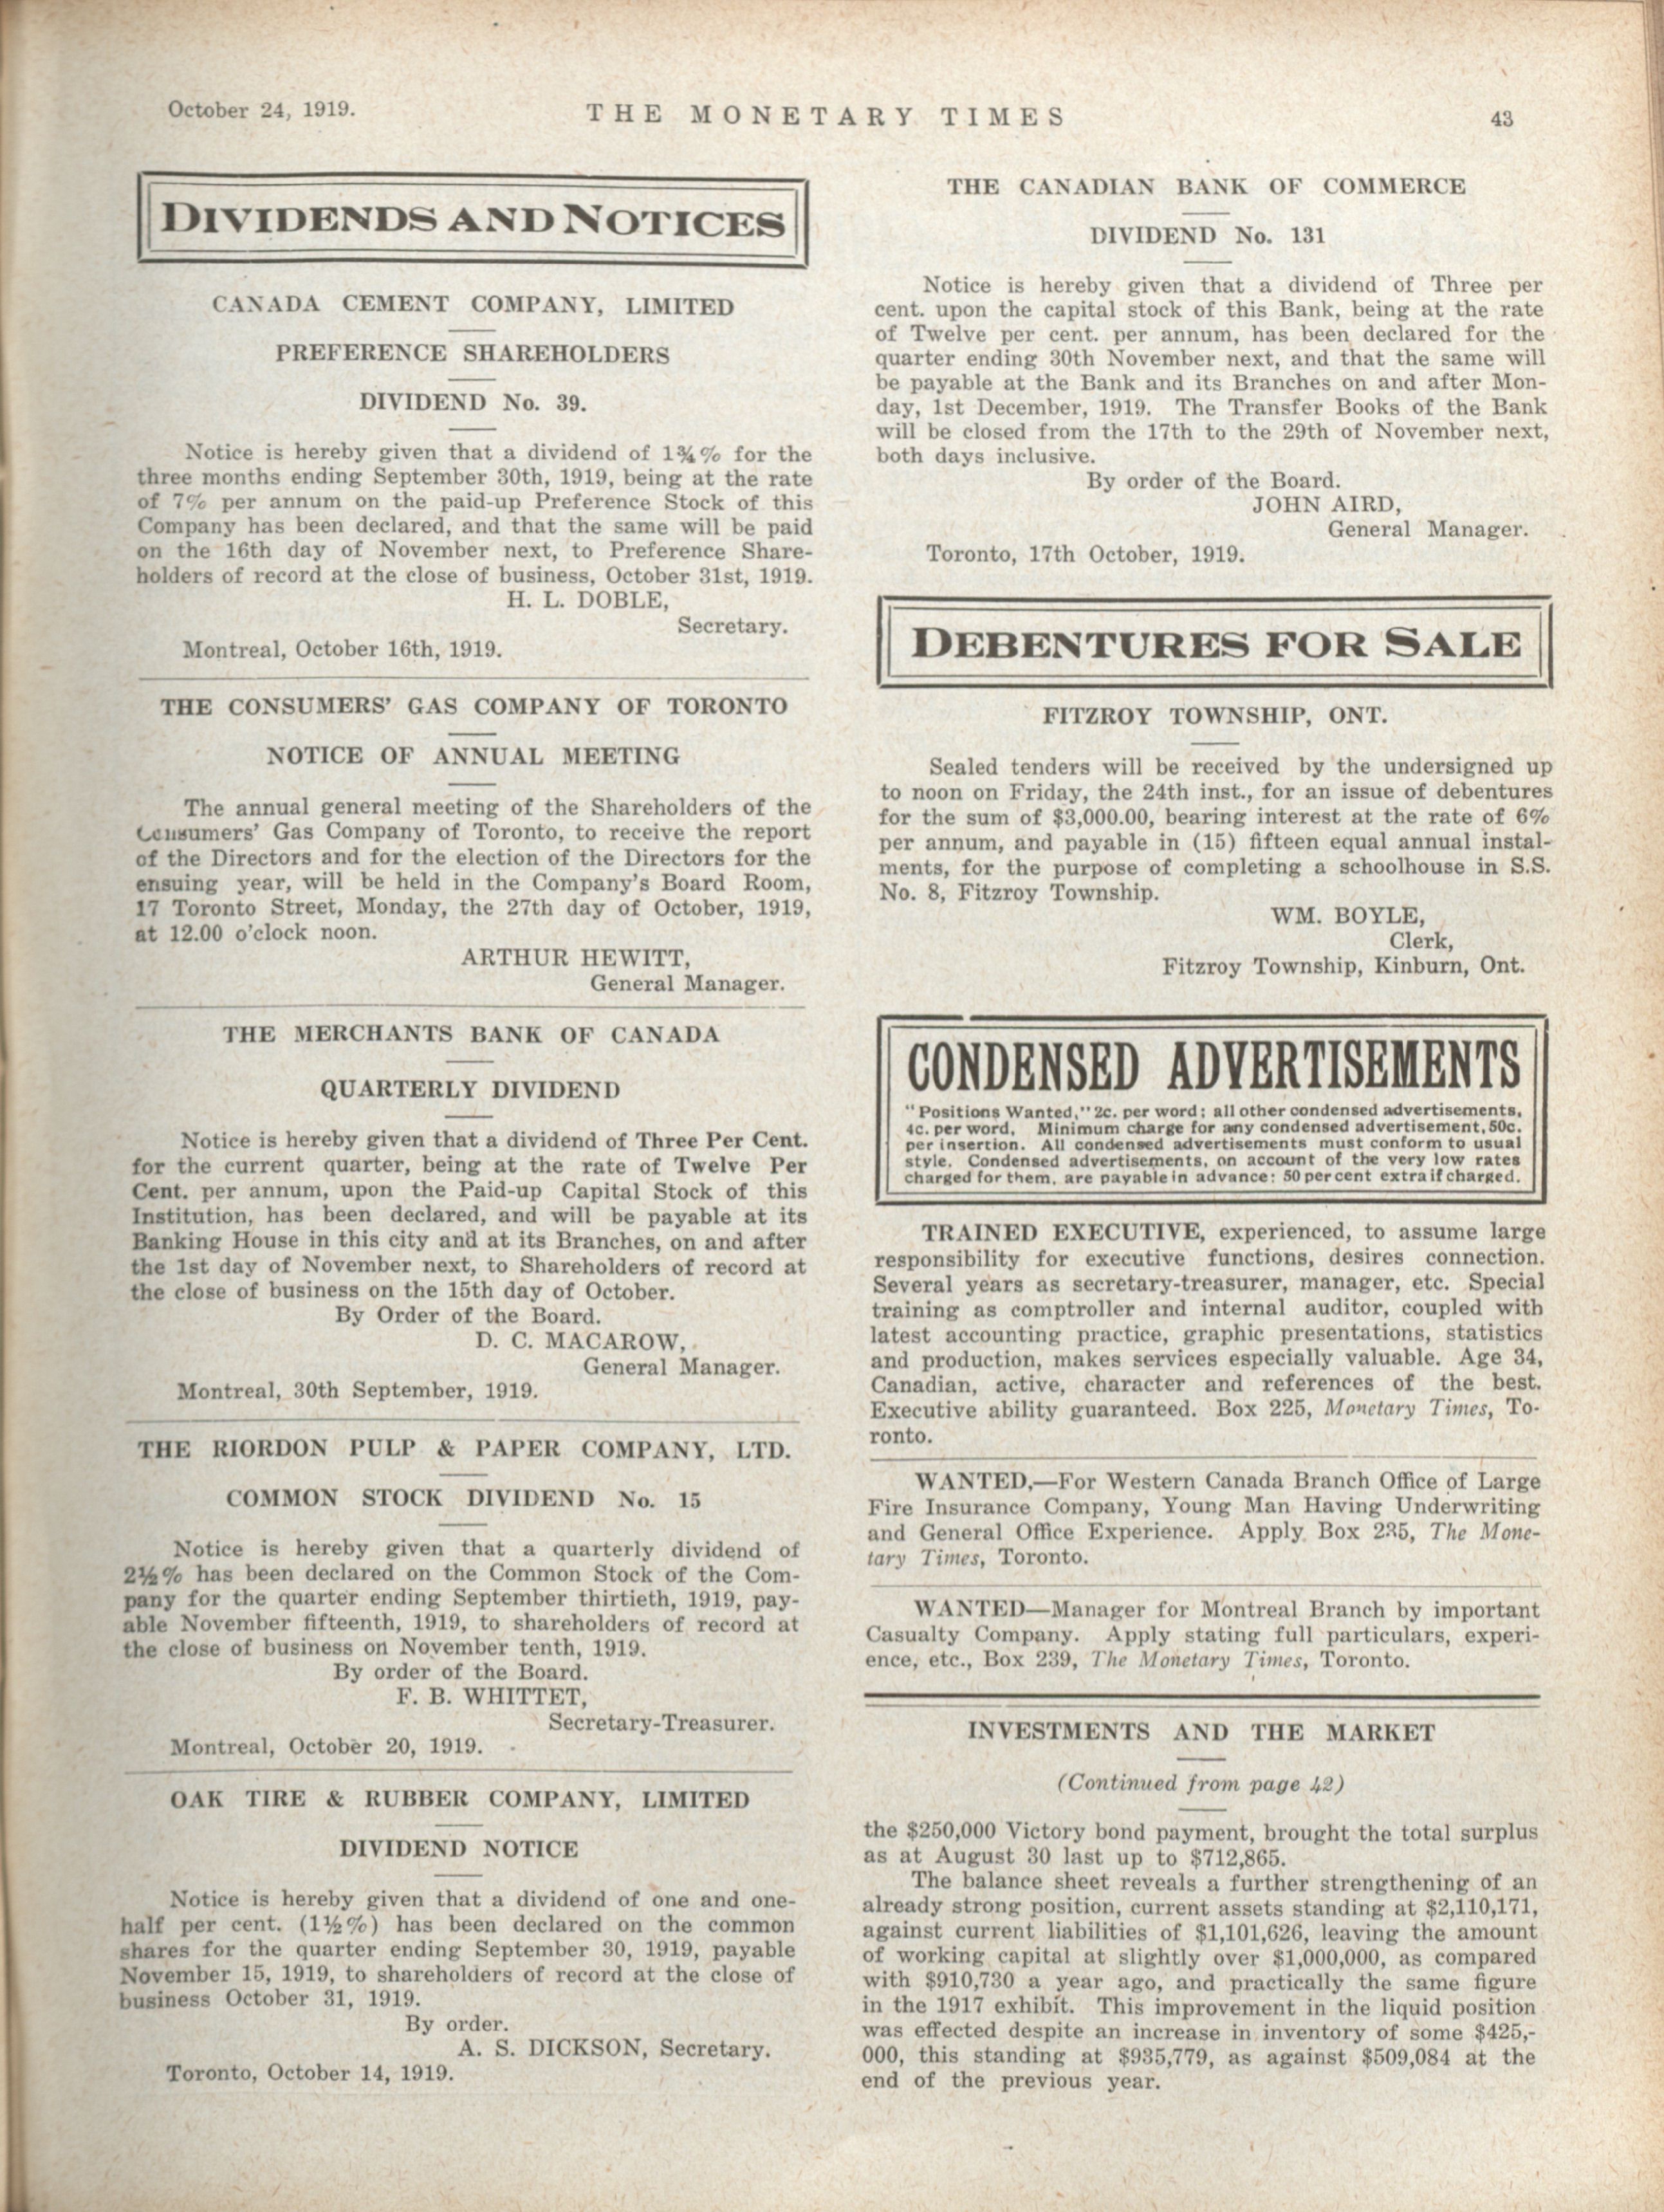 October 24, 1919.
THE MONETARY TIMES
43
DIVIDENDS AND NOTICES
CANADA CEMENT COMPANY, LIMITED
PREFERENCE SHAREHOLDERS
DIVIDEND No. 39.
Notice is hereby given that a dividend of 1¾% for the
three months ending September 30th, 1919, being at the rate
of 7% per annum on the paid-up Preference Stock of this
Company has been declared, and that the same will be paid
on the 16th day of November next, to Preference Share-
holders of record at the close of business, October 31st, 1919.
H. L. DOBLE,
Secretary.
Montreal, October 16th, 1919.
THE CONSUMERS' GAS COMPANY OF TORONTO
NOTICE OF ANNUAL MEETING
The annual general meeting of the Shareholders of the
Consumers' Gas Company of Toronto, to receive the report
of the Directors and for the election of the Directors for the
ensuing year, will be held in the Company's Board Room,
17 Toronto Street, Monday, the 27th day of October, 1919,
at 12.00 o'clock noon.
ARTHUR HEWITT,
General Manager.
THE MERCHANTS BANK OF CANADA
QUARTERLY DIVIDEND
Notice is hereby given that a dividend of Three Per Cent.
for the current quarter, being at the rate of Twelve Per
Cent. per annum, upon the Paid-up Capital Stock of this
Institution, has been declared, and will be payable at its
Banking House in this city and at its Branches, on and after
the 1st day of November next, to Shareholders of record at
the close of business on the 15th day of October.
By Order of the Board.
D. C. MACAROW,
General Manager.
Montreal, 30th September, 1919.
THE RIORDON PULP & PAPER COMPANY, LTD.
COMMON STOCK DIVIDEND No. 15
Notice is hereby given that a quarterly dividend of
2½% has been declared on the Common Stock of the Com-
pany for the quarter ending September thirtieth, 1919, pay-
able November fifteenth, 1919, to shareholders of record at
the close of business on November tenth, 1919.
By order of the Board.
F. B. WHITTET,
Secretary-Treasurer.
Montreal, October 20, 1919.
OAK TIRE & RUBBER COMPANY, LIMITED
DIVIDEND NOTICE
Notice is hereby given that a dividend of one and one-
half per cent. (1½%) has been declared on the common
shares for the quarter ending September 30, 1919, payable
November 15, 1919, to shareholders of record at the close of
business October 31, 1919.
By order.
A. S. DICKSON, Secretary.
Toronto, October 14, 1919.
THE CANADIAN BANK OF COMMERCE
DIVIDEND No. 131
Notice is hereby given that a dividend of Three per
cent. upon the capital stock of this Bank, being at the rate
of Twelve per cent. per annum, has been declared for the
quarter ending 30th November next, and that the same will
be payable at the Bank and its Branches on and after Mon-
day, 1st December, 1919. The Transfer Books of the Bank
will be closed from the 17th to the 29th of November next,
both days inclusive.
By order of the Board.
JOHN AIRD,
General Manager.
Toronto, 17th October, 1919.
DEBENTURES FOR SALE
FITZROY TOWNSHIP, ONT.
Sealed tenders will be received by the undersigned up
to noon on Friday, the 24th inst., for an issue of debentures
for the sum of $3,000.00, bearing interest at the rate of 6%
per annum, and payable in (15) fifteen equal annual instal-
ments, for the purpose of completing a schoolhouse in S.S.
No. 8, Fitzroy Township.
WM. BOYLE,
Clerk,
Fitzroy Township, Kinburn, Ont.
CONDENSED ADVERTISEMENTS
"Positions Wanted," 2c. per word; all other condensed advertisements,
4c. per word. Minimum charge for any condensed advertisement, 50c.
per insertion. All condensed advertisements must conform to usual
style. Condensed advertisements, on account of the very low rates
charged for them, are payable in advance; 50 per cent extra if charged.
TRAINED EXECUTIVE, experienced, to assume large
responsibility for executive functions, desires connection.
Several years as secretary-treasurer, manager, etc. Special
training as comptroller and internal auditor, coupled with
latest accounting practice, graphic presentations, statistics
and production, makes services especially valuable. Age 34,
Canadian, active, character and references of the best.
Executive ability guaranteed. Box 225, Monetary Times, To-
ronto.
WANTED,—For Western Canada Branch Office of Large
Fire Insurance Company, Young Man Having Underwriting
and General Office Experience. Apply Box 235, The Mone-
tary Times, Toronto.
WANTED—Manager for Montreal Branch by important
Casualty Company. Apply stating full particulars, experi-
ence, etc., Box 239, The Monetary Times, Toronto.
INVESTMENTS AND THE MARKET
(Continued from page 42)
the $250,000 Victory bond payment, brought the total surplus
as at August 30 last up to $712,865.
The balance sheet reveals a further strengthening of an
already strong position, current assets standing at $2,110,171,
against current liabilities of $1,101,626, leaving the amount
of working capital at slightly over $1,000,000, as compared
with $910,730 a year ago, and practically the same figure
in the 1917 exhibit. This improvement in the liquid position
was effected despite an increase in inventory of some $425,-
000, this standing at $935,779, as against $509,084 at the
end of the previous year.